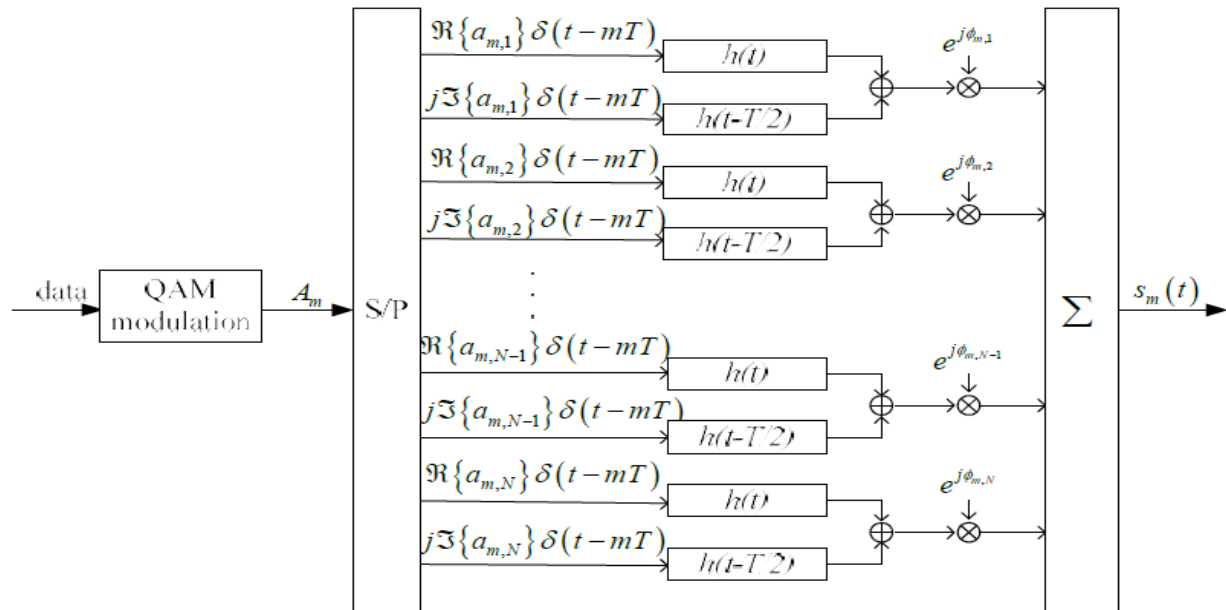 data
QAM
modulation
A_m
S/P
ℜ{a_{m,1}} δ(t − mT)
h(t)
e^{jϕ_{m,1}}
jℑ{a_{m,1}} δ(t − mT)
h(t-T/2)
ℜ{a_{m,2}} δ(t − mT)
h(t)
e^{jϕ_{m,2}}
jℑ{a_{m,2}} δ(t − mT)
h(t-T/2)
ℜ{a_{m,N−1}} δ(t − mT)
h(t)
e^{jϕ_{m,N−1}}
jℑ{a_{m,N−1}} δ(t − mT)
h(t-T/2)
ℜ{a_{m,N}} δ(t − mT)
h(t)
e^{jϕ_{m,N}}
jℑ{a_{m,N}} δ(t − mT)
h(t-T/2)
Σ
s_m(t)